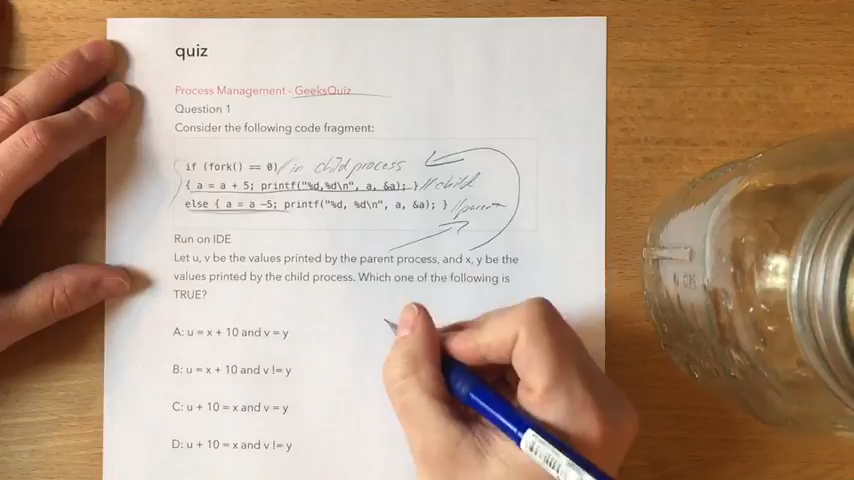 quiz
Process Management - GeeksQuiz
Question 1
Consider the following code fragment:
if (fork() == 0) // in child process
{ a = a + 5; printf("%d,%d\n", a, &a); } // child
else { a = a –5; printf("%d, %d\n", a, &a); } // parent
Run on IDE
Let u, v be the values printed by the parent process, and x, y be the
values printed by the child process. Which one of the following is
TRUE?
A: u = x + 10 and v = y
B: u = x + 10 and v != y
C: u + 10 = x and v = y
D: u + 10 = x and v != y